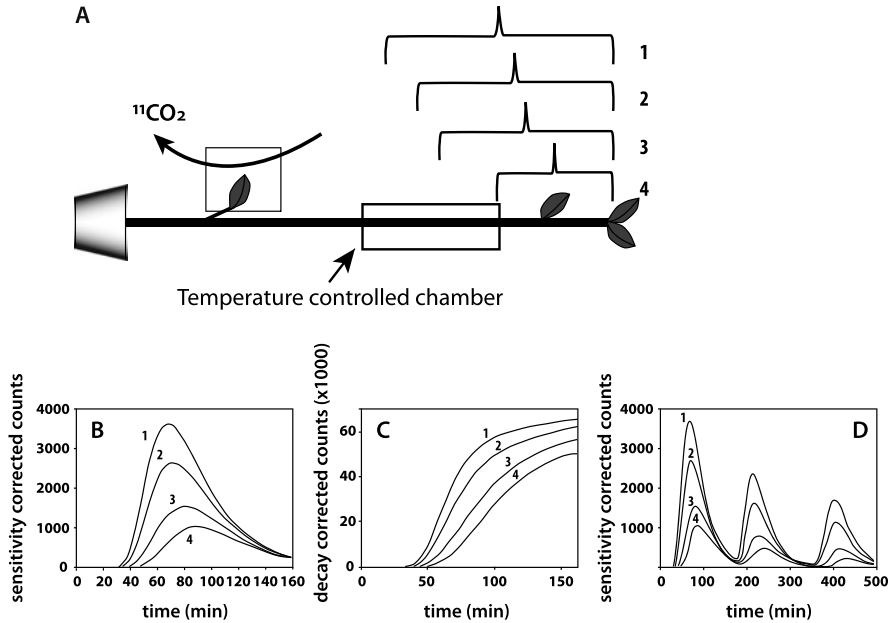 A
1
2
3
4
¹¹CO₂
Temperature controlled chamber
sensitivity corrected counts
4000
3000
2000
1000
0
B
1
2
3
4
0 20 40 60 80 100 120 140 160
time (min)
decay corrected counts (x1000)
60
40
20
0
C
1
2
3
4
0 50 100 150
time (min)
sensitivity corrected counts
4000
3000
2000
1000
0
D
1
2
3
4
0 100 200 300 400 500
time (min)